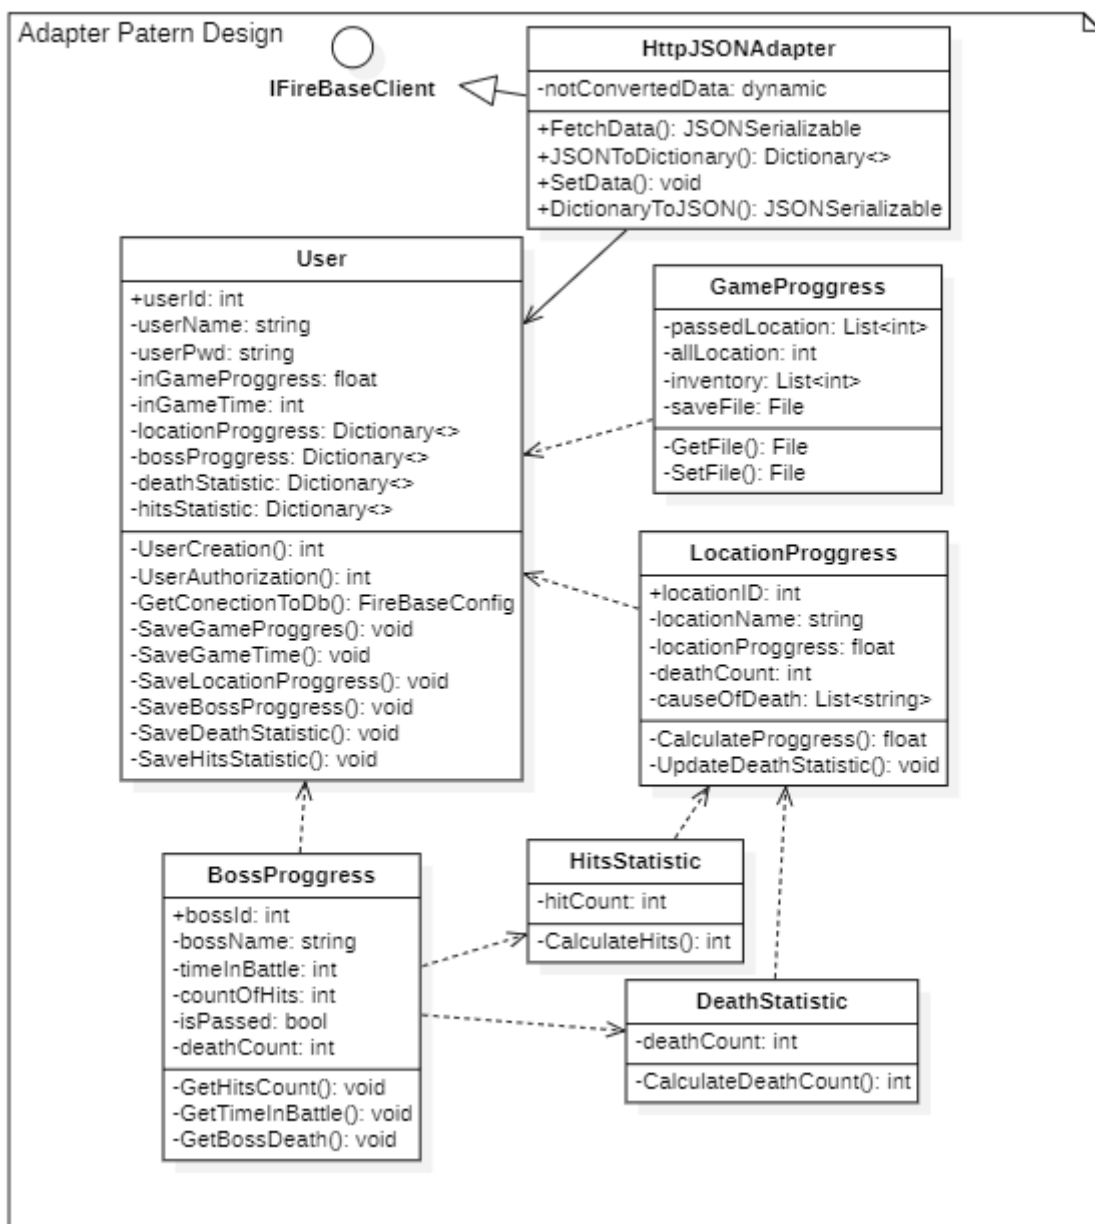 Adapter Patern Design
IFireBaseClient
HttpJSONAdapter
-notConvertedData: dynamic
+FetchData(): JSONSerializable
+JSONToDictionary(): Dictionary<>
+SetData(): void
+DictionaryToJSON(): JSONSerializable
User
+userId: int
-userName: string
-userPwd: string
-inGameProggress: float
-inGameTime: int
-locationProggress: Dictionary<>
-bossProggress: Dictionary<>
-deathStatistic: Dictionary<>
-hitsStatistic: Dictionary<>
-UserCreation(): int
-UserAuthorization(): int
-GetConectionToDb(): FireBaseConfig
-SaveGameProggres(): void
-SaveGameTime(): void
-SaveLocationProggress(): void
-SaveBossProggress(): void
-SaveDeathStatistic(): void
-SaveHitsStatistic(): void
GameProggress
-passedLocation: List<int>
-allLocation: int
-inventory: List<int>
-saveFile: File
-GetFile(): File
-SetFile(): File
LocationProggress
+locationID: int
-locationName: string
-locationProggress: float
-deathCount: int
-causeOfDeath: List<string>
-CalculateProggress(): float
-UpdateDeathStatistic(): void
BossProggress
+bossId: int
-bossName: string
-timeInBattle: int
-countOfHits: int
-isPassed: bool
-deathCount: int
-GetHitsCount(): void
-GetTimeInBattle(): void
-GetBossDeath(): void
HitsStatistic
-hitCount: int
-CalculateHits(): int
DeathStatistic
-deathCount: int
-CalculateDeathCount(): int